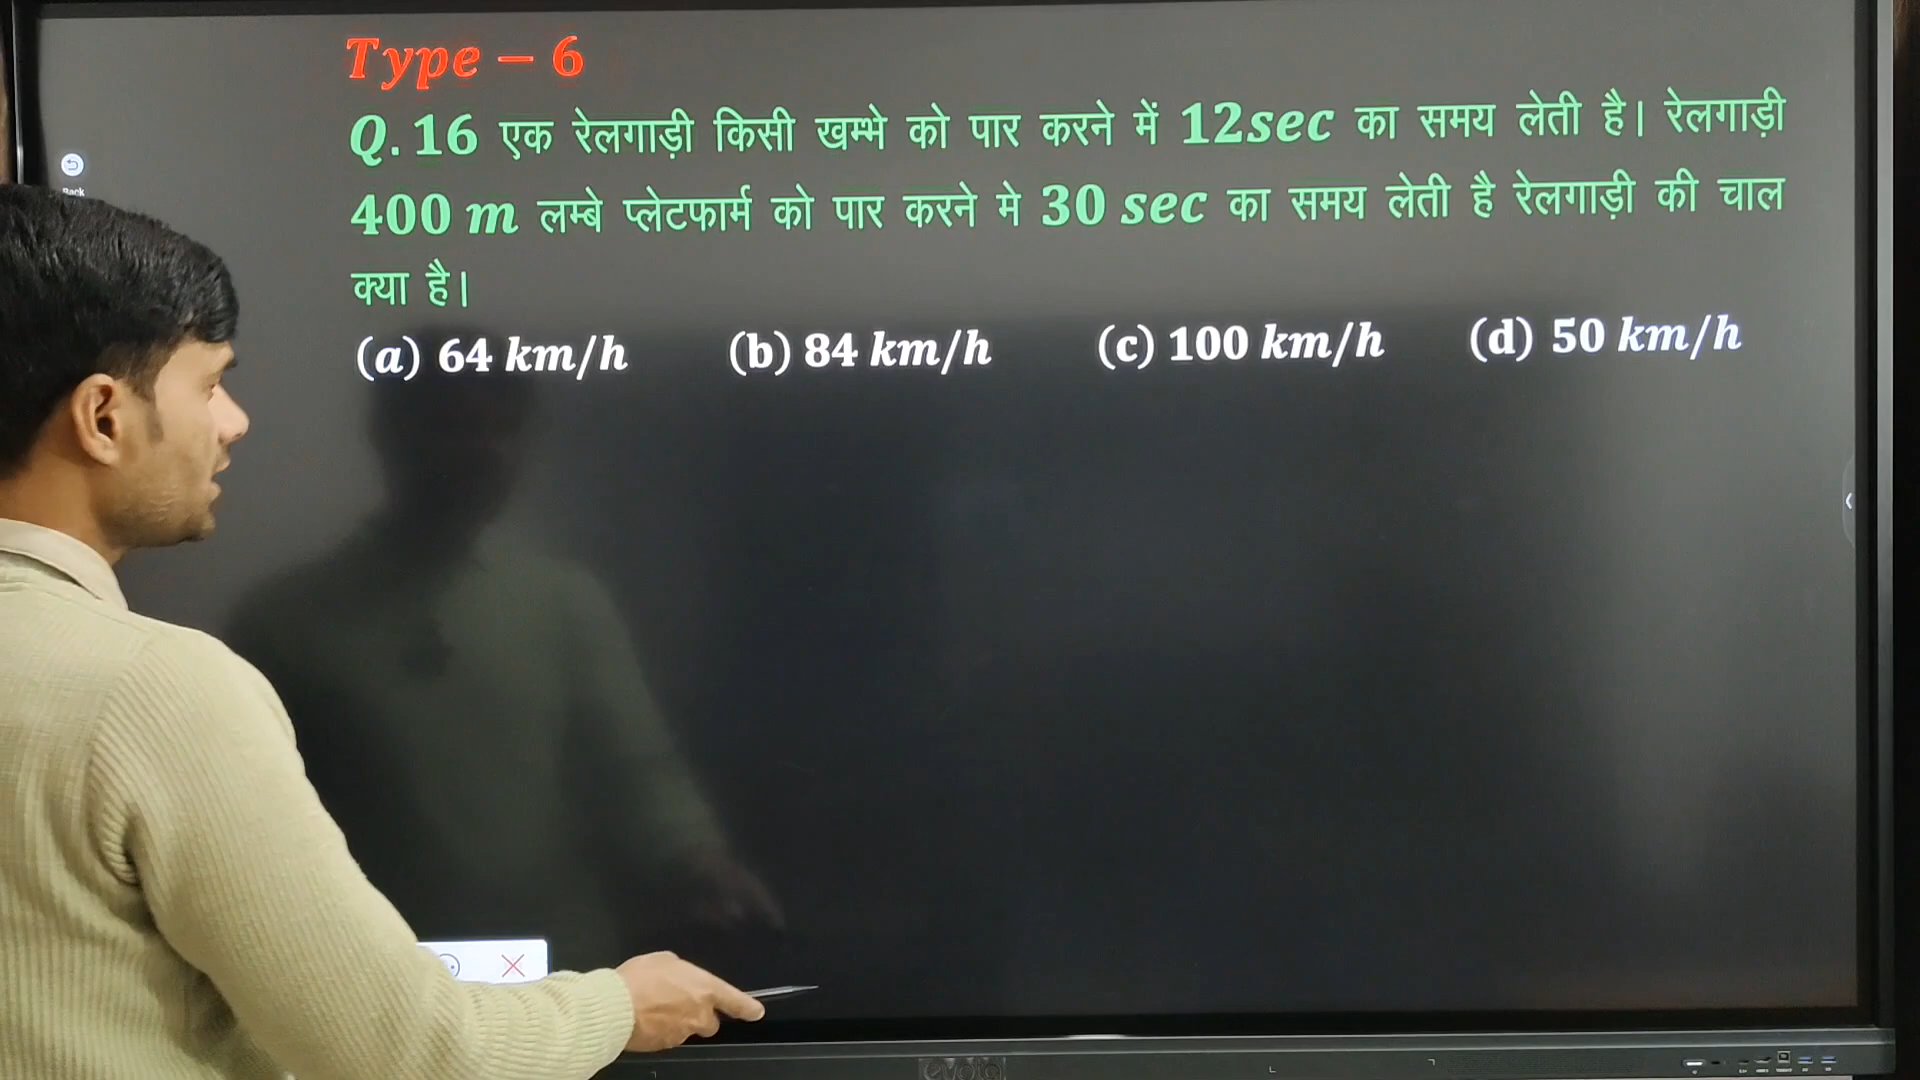 Type – 6
Q. 16 एक रेलगाड़ी किसी खम्भे को पार करने में 12sec का समय लेती है। रेलगाड़ी
400 m लम्बे प्लेटफार्म को पार करने मे 30 sec का समय लेती है रेलगाड़ी की चाल
क्या है।
(a) 64 km/h (b) 84 km/h (c) 100 km/h (d) 50 km/h
Back